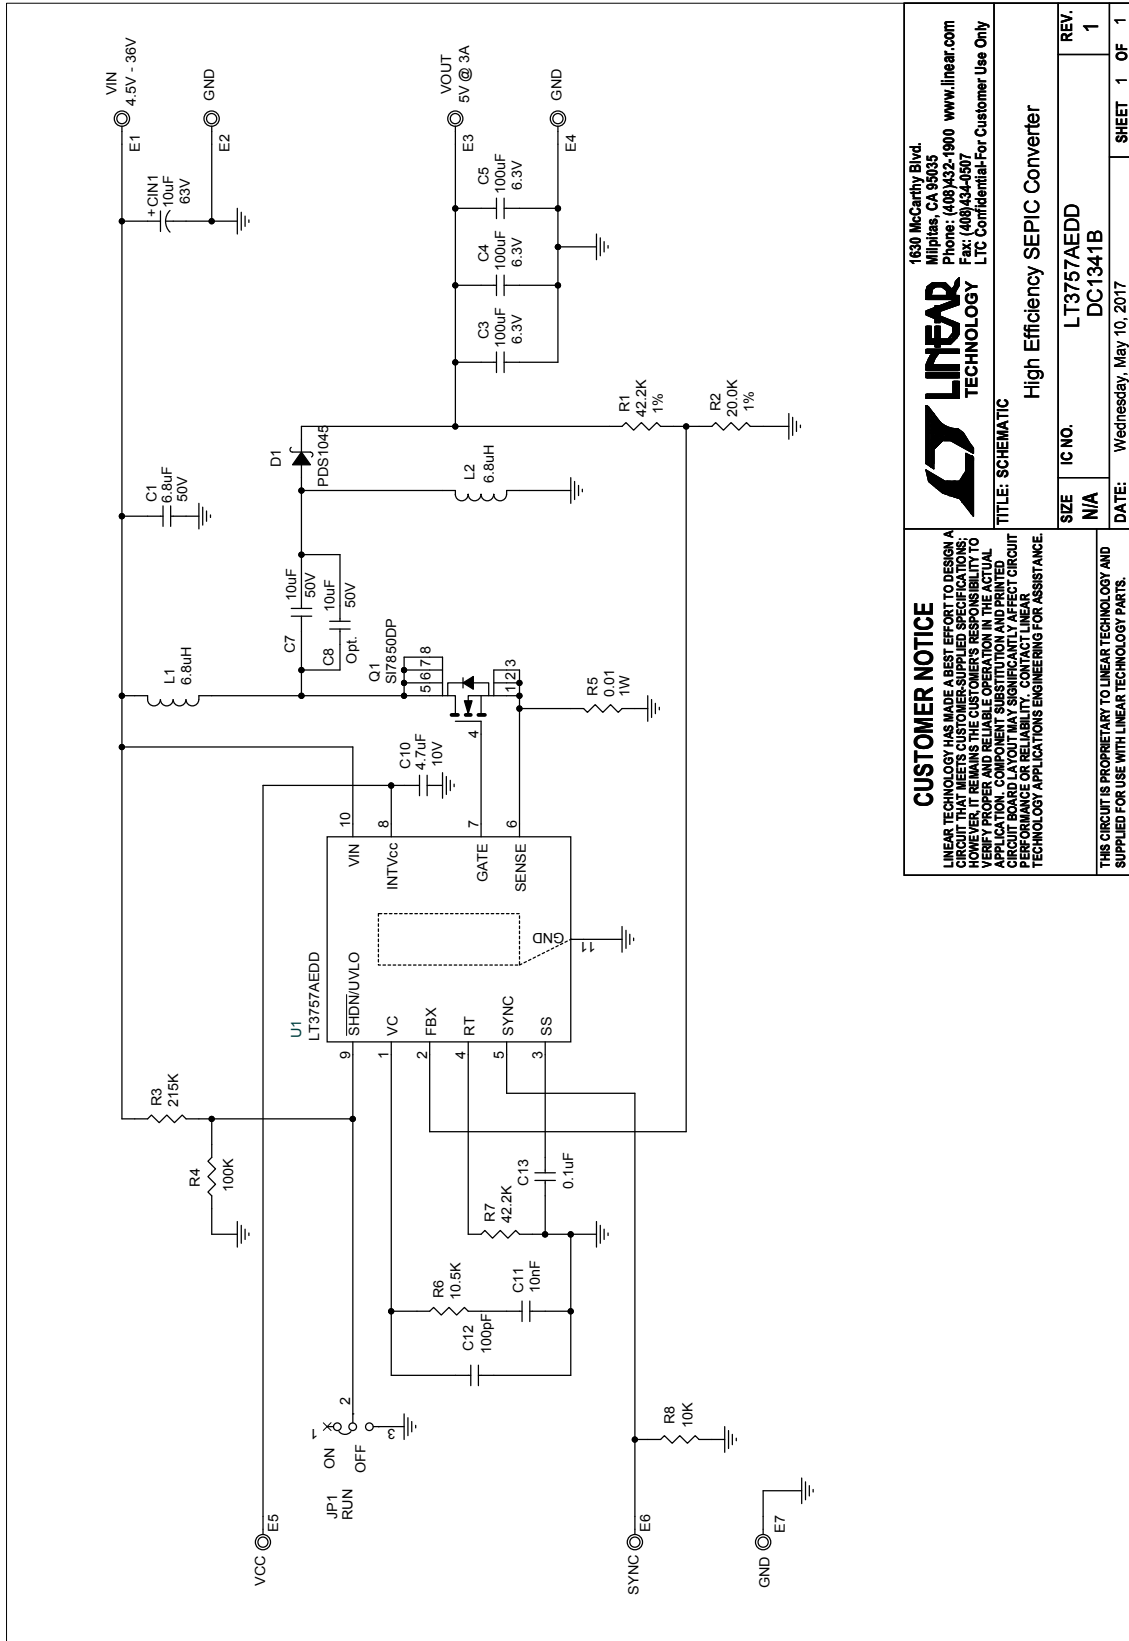 VIN
4.5V - 36V
E1
GND
E2
+CIN1
10uF
63V
VOUT
5V @ 3A
E3
GND
E4
C5
100uF
6.3V
C4
100uF
6.3V
C3
100uF
6.3V
R1
42.2K
1%
R2
20.0K
1%
C1
6.8uF
50V
D1
PDS1045
L2
6.8uH
L1
6.8uH
C7
10uF
50V
C8
10uF
50V
Opt.
Q1
SI7850DP
5 6 7 8
4
1 2 3
R5
0.01
1W
C10
4.7uF
10V
U1
LT3757AEDD
10
VIN
8
INTVcc
7
GATE
6
SENSE
GND
11
9
SHDN/UVLO
1
VC
2
FBX
4
RT
5
SYNC
3
SS
R3
215K
R4
100K
C13
0.1uF
R7
42.2K
R6
10.5K
C11
10nF
C12
100pF
JP1
RUN
ON
OFF
1
2
3
VCC
E5
SYNC
E6
R8
10K
GND
E7
CUSTOMER NOTICE
LINEAR TECHNOLOGY HAS MADE A BEST EFFORT TO DESIGN A
CIRCUIT THAT MEETS CUSTOMER-SUPPLIED SPECIFICATIONS;
HOWEVER, IT REMAINS THE CUSTOMER'S RESPONSIBILITY TO
VERIFY PROPER AND RELIABLE OPERATION IN THE ACTUAL
APPLICATION. COMPONENT SUBSTITUTION AND PRINTED
CIRCUIT BOARD LAYOUT MAY SIGNIFICANTLY AFFECT CIRCUIT
PERFORMANCE OR RELIABILITY. CONTACT LINEAR
TECHNOLOGY APPLICATIONS ENGINEERING FOR ASSISTANCE.
THIS CIRCUIT IS PROPRIETARY TO LINEAR TECHNOLOGY AND
SUPPLIED FOR USE WITH LINEAR TECHNOLOGY PARTS.
LT LINEAR
TECHNOLOGY
1630 McCarthy Blvd.
Milpitas, CA 95035
Phone: (408)432-1900 www.linear.com
Fax: (408)434-0507
LTC Confidential-For Customer Use Only
TITLE: SCHEMATIC
High Efficiency SEPIC Converter
SIZE
N/A
IC NO.
LT3757AEDD
DC1341B
REV.
1
DATE: Wednesday, May 10, 2017
SHEET 1 OF 1